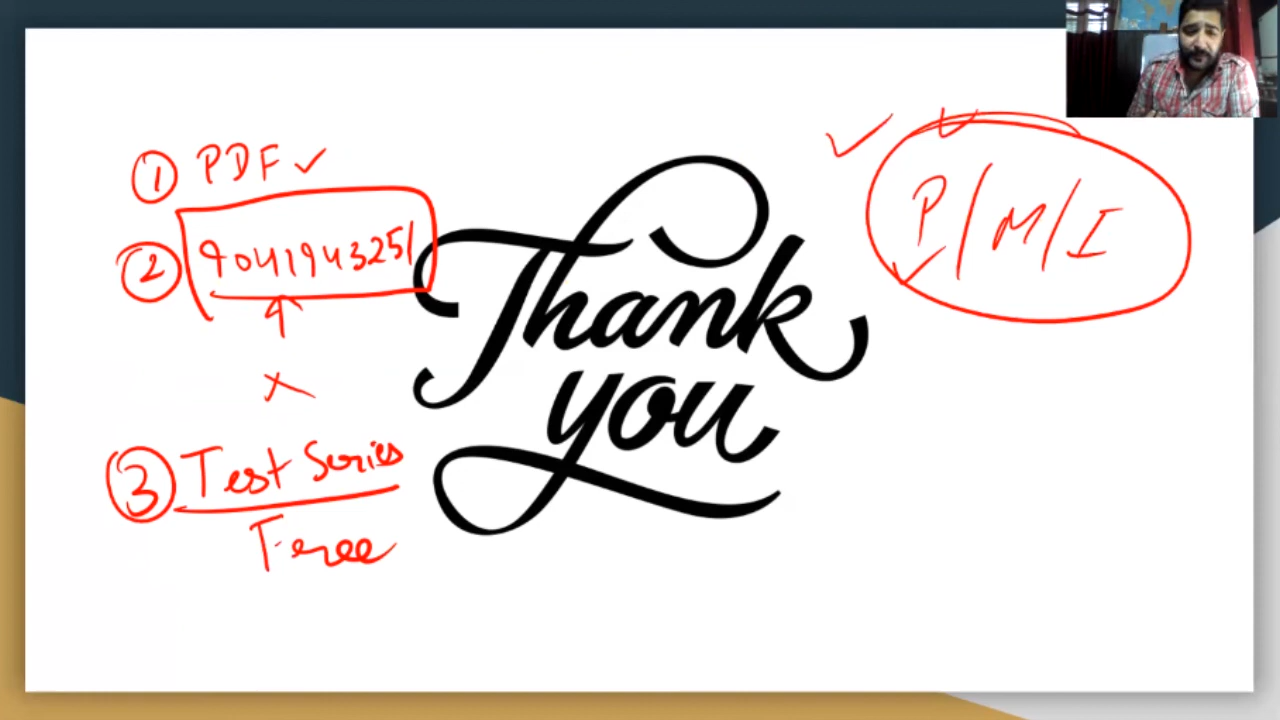 ① PDF ✓
② 9041943251
③ Test Series
Free
Thank
you
P/M/I